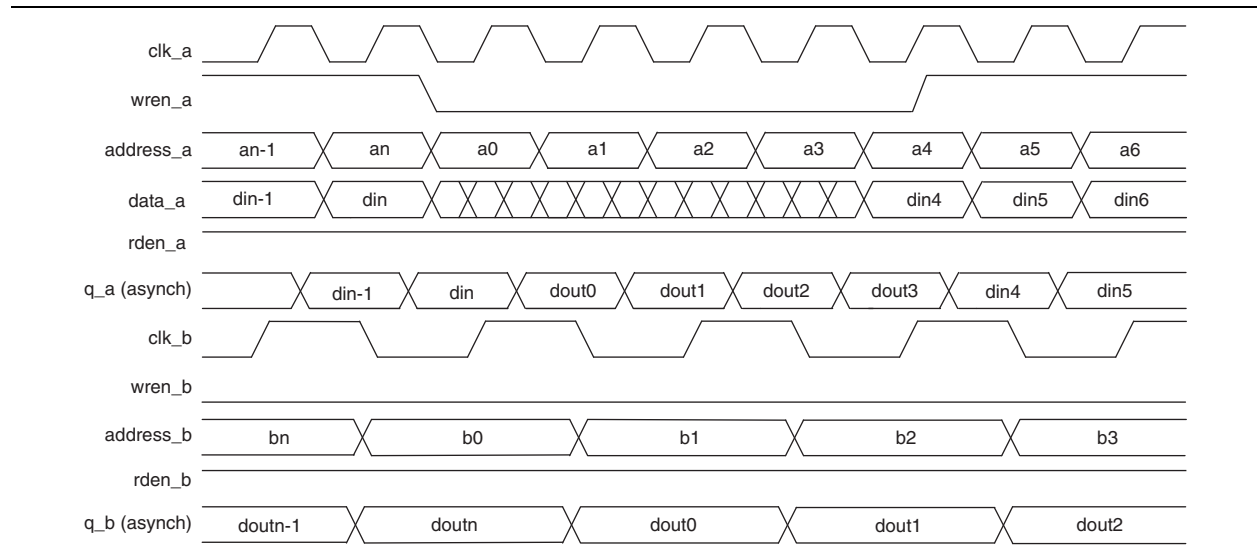 clk_a
wren_a
address_a an-1 an a0 a1 a2 a3 a4 a5 a6
data_a din-1 din din4 din5 din6
rden_a
q_a (asynch) din-1 din dout0 dout1 dout2 dout3 din4 din5
clk_b
wren_b
address_b bn b0 b1 b2 b3
rden_b
q_b (asynch) doutn-1 doutn dout0 dout1 dout2